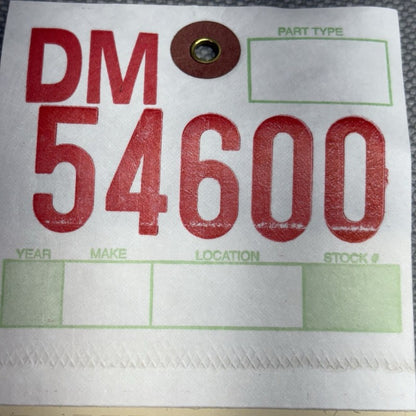 DM
PART TYPE
54600
YEAR MAKE LOCATION STOCK #